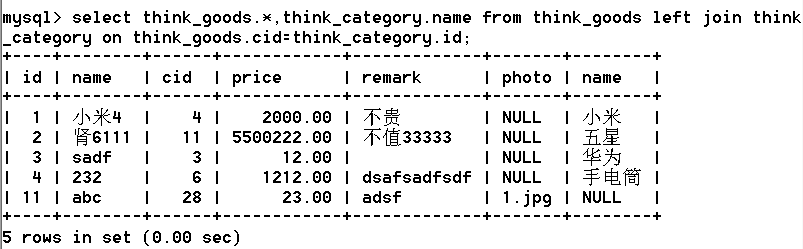 mysql> select think_goods.*,think_category.name from think_goods left join think
_category on think_goods.cid=think_category.id;
+----+---------+-----+------------+-------------+-------+--------+
| id | name | cid | price | remark | photo | name |
+----+---------+-----+------------+-------------+-------+--------+
| 1 | 小米4 | 4 | 2000.00 | 不贵 | NULL | 小米 |
| 2 | 肾6111 | 11 | 5500222.00 | 不值33333 | NULL | 五星 |
| 3 | sadf | 3 | 12.00 | | NULL | 华为 |
| 4 | 232 | 6 | 1212.00 | dsafsadfsdf | NULL | 手电筒 |
| 11 | abc | 28 | 23.00 | adsf | 1.jpg | NULL |
+----+---------+-----+------------+-------------+-------+--------+
5 rows in set (0.00 sec)